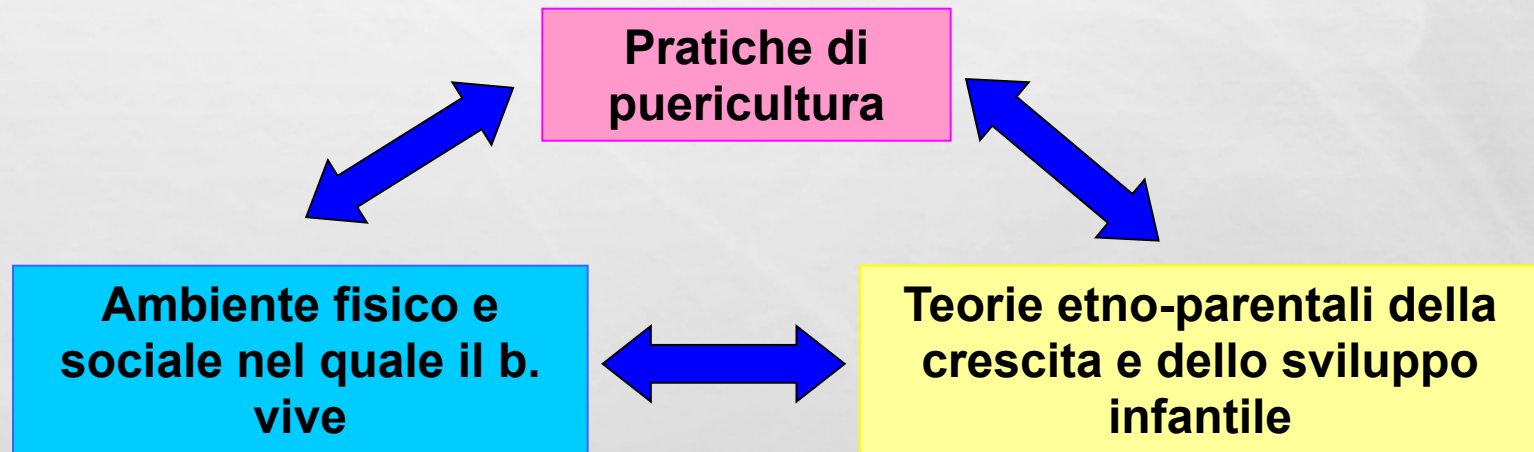 Pratiche di
puericultura
Ambiente fisico e
sociale nel quale il b.
vive
Teorie etno-parentali della
crescita e dello sviluppo
infantile